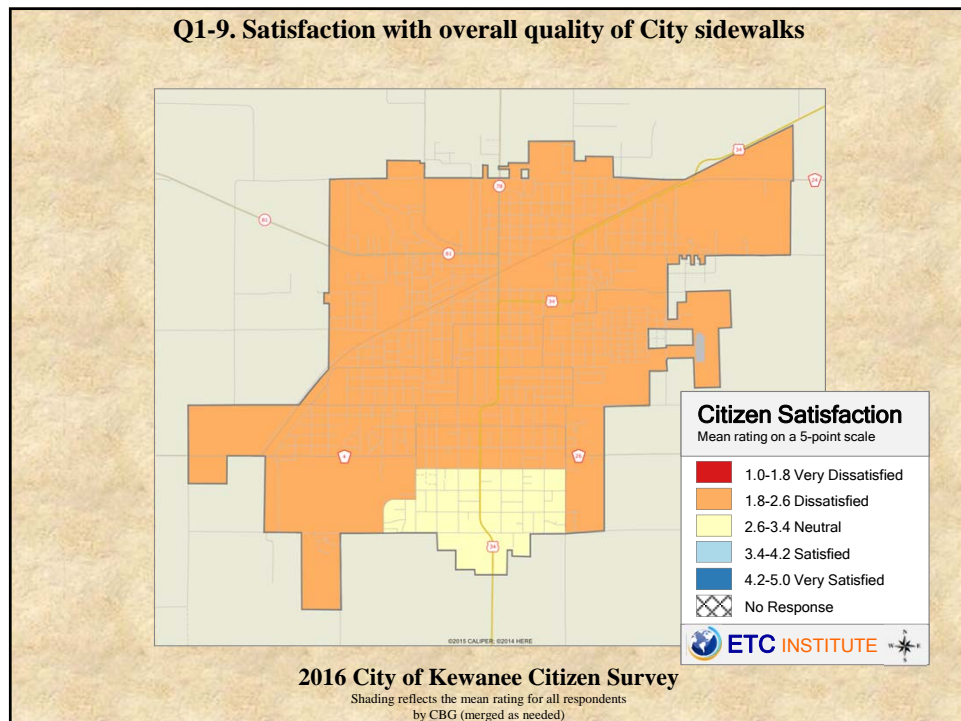 Q1-9. Satisfaction with overall quality of City sidewalks
34
78
24
81
81
34
4
26
34
©2015 CALIPER; ©2014 HERE
Citizen Satisfaction
Mean rating on a 5-point scale
1.0-1.8 Very Dissatisfied
1.8-2.6 Dissatisfied
2.6-3.4 Neutral
3.4-4.2 Satisfied
4.2-5.0 Very Satisfied
No Response
ETC INSTITUTE
N
W
E
S
2016 City of Kewanee Citizen Survey
Shading reflects the mean rating for all respondents
by CBG (merged as needed)